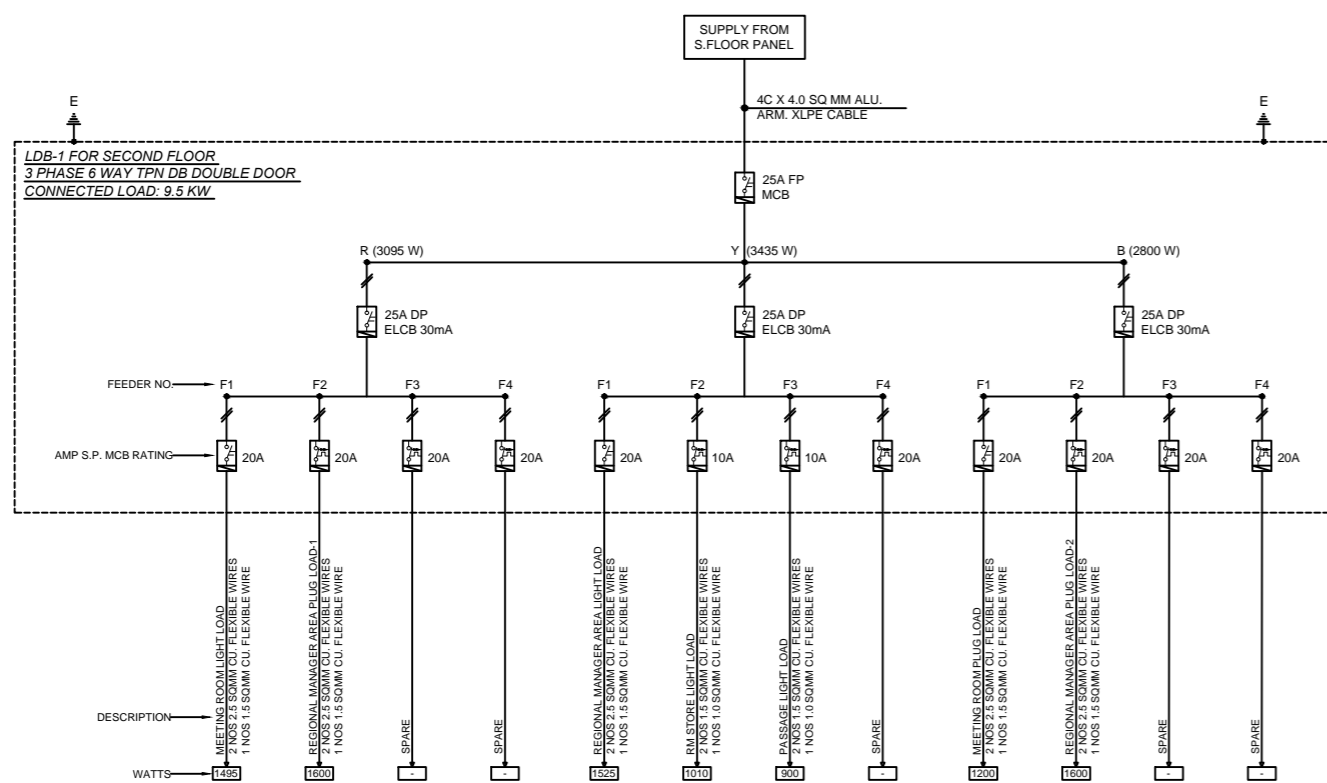 SUPPLY FROM
S.FLOOR PANEL
4C X 4.0 SQ MM ALU.
ARM. XLPE CABLE
E
E
LDB-1 FOR SECOND FLOOR
3 PHASE 6 WAY TPN DB DOUBLE DOOR
CONNECTED LOAD: 9.5 KW
25A FP
MCB
R (3095 W)
Y (3435 W)
B (2800 W)
25A DP
ELCB 30mA
25A DP
ELCB 30mA
25A DP
ELCB 30mA
FEEDER NO.
F1
F2
F3
F4
F1
F2
F3
F4
F1
F2
F3
F4
AMP S.P. MCB RATING
20A
20A
20A
20A
20A
10A
10A
20A
20A
20A
20A
20A
DESCRIPTION
MEETING ROOM LIGHT LOAD
2 NOS 2.5 SQMM CU. FLEXIBLE WIRES
1 NOS 1.5 SQMM CU. FLEXIBLE WIRE
REGIONAL MANAGER AREA PLUG LOAD-1
2 NOS 2.5 SQMM CU. FLEXIBLE WIRES
1 NOS 1.5 SQMM CU. FLEXIBLE WIRE
SPARE
SPARE
REGIONAL MANAGER AREA LIGHT LOAD
2 NOS 2.5 SQMM CU. FLEXIBLE WIRES
1 NOS 1.5 SQMM CU. FLEXIBLE WIRE
RM STORE LIGHT LOAD
2 NOS 1.5 SQMM CU. FLEXIBLE WIRES
1 NOS 1.0 SQMM CU. FLEXIBLE WIRE
PASSAGE LIGHT LOAD
2 NOS 1.5 SQMM CU. FLEXIBLE WIRES
1 NOS 1.0 SQMM CU. FLEXIBLE WIRE
SPARE
MEETING ROOM PLUG LOAD
2 NOS 2.5 SQMM CU. FLEXIBLE WIRES
1 NOS 1.5 SQMM CU. FLEXIBLE WIRE
REGIONAL MANAGER AREA PLUG LOAD-2
2 NOS 2.5 SQMM CU. FLEXIBLE WIRES
1 NOS 1.5 SQMM CU. FLEXIBLE WIRE
SPARE
SPARE
WATTS
1495
1600
-
-
1525
1010
900
-
1200
1600
-
-